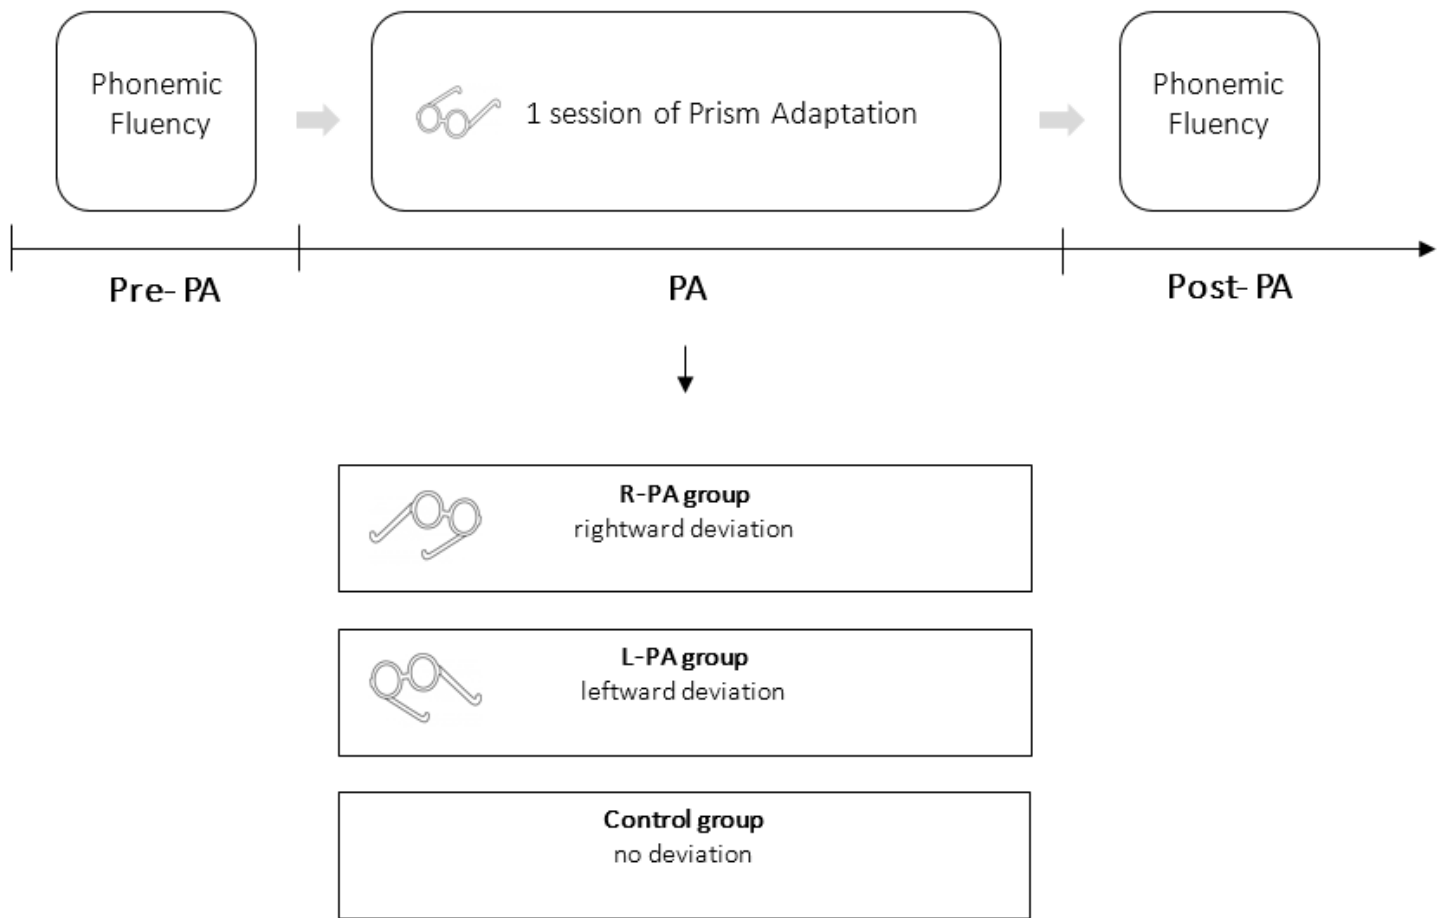 Phonemic
Fluency
1 session of Prism Adaptation
Phonemic
Fluency
Pre-PA
PA
Post-PA
R-PA group
rightward deviation
L-PA group
leftward deviation
Control group
no deviation